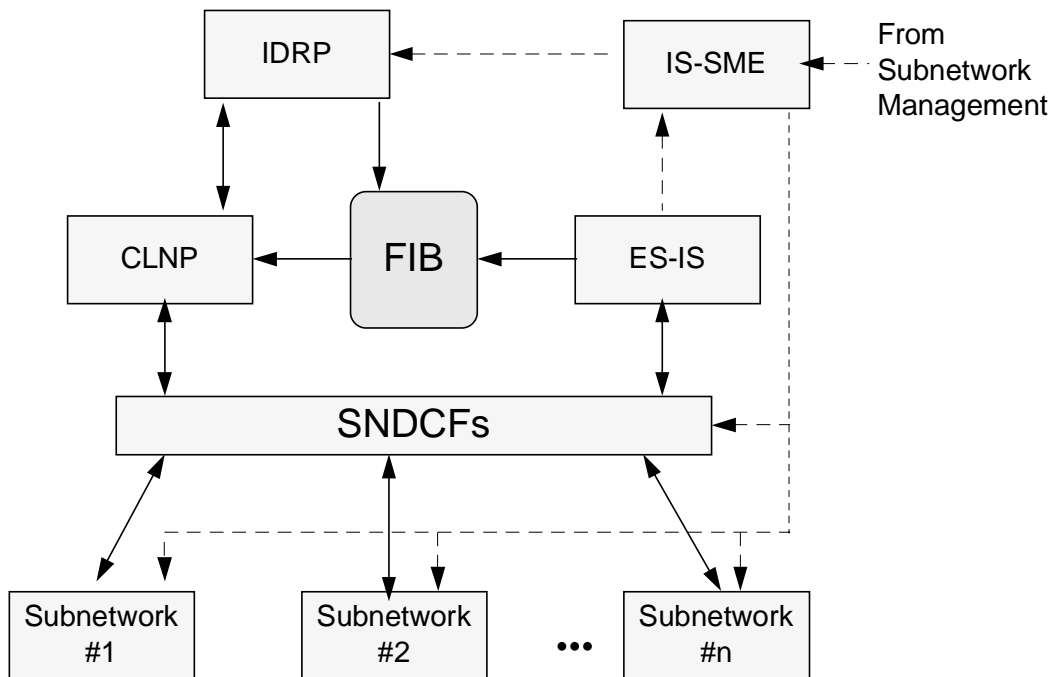 IDRP
IS-SME
From
Subnetwork
Management
CLNP
FIB
ES-IS
SNDCFs
Subnetwork
#1
Subnetwork
#2
•••
Subnetwork
#n